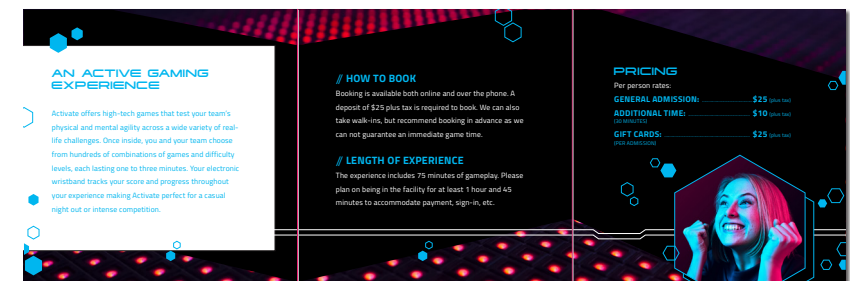 AN ACTIVE GAMING
EXPERIENCE
Activate offers high-tech games that test your team's
physical and mental agility across a wide variety of real-
life challenges. Once inside, you and your team choose
from hundreds of combinations of games and difficulty
levels, each lasting one to three minutes. Your electronic
wristband tracks your score and progress throughout
your experience making Activate perfect for a casual
night out or intense competition.
// HOW TO BOOK
Booking is available both online and over the phone. A
deposit of $25 plus tax is required to book. We can also
take walk-ins, but recommend booking in advance as we
can not guarantee an immediate game time.
// LENGTH OF EXPERIENCE
The experience includes 75 minutes of gameplay. Please
plan on being in the facility for at least 1 hour and 45
minutes to accommodate payment, sign-in, etc.
PRICING
Per person rates:
GENERAL ADMISSION: $25 (plus tax)
ADDITIONAL TIME: $10 (plus tax)
(30 MINUTES)
GIFT CARDS: $25 (plus tax)
(PER ADMISSION)